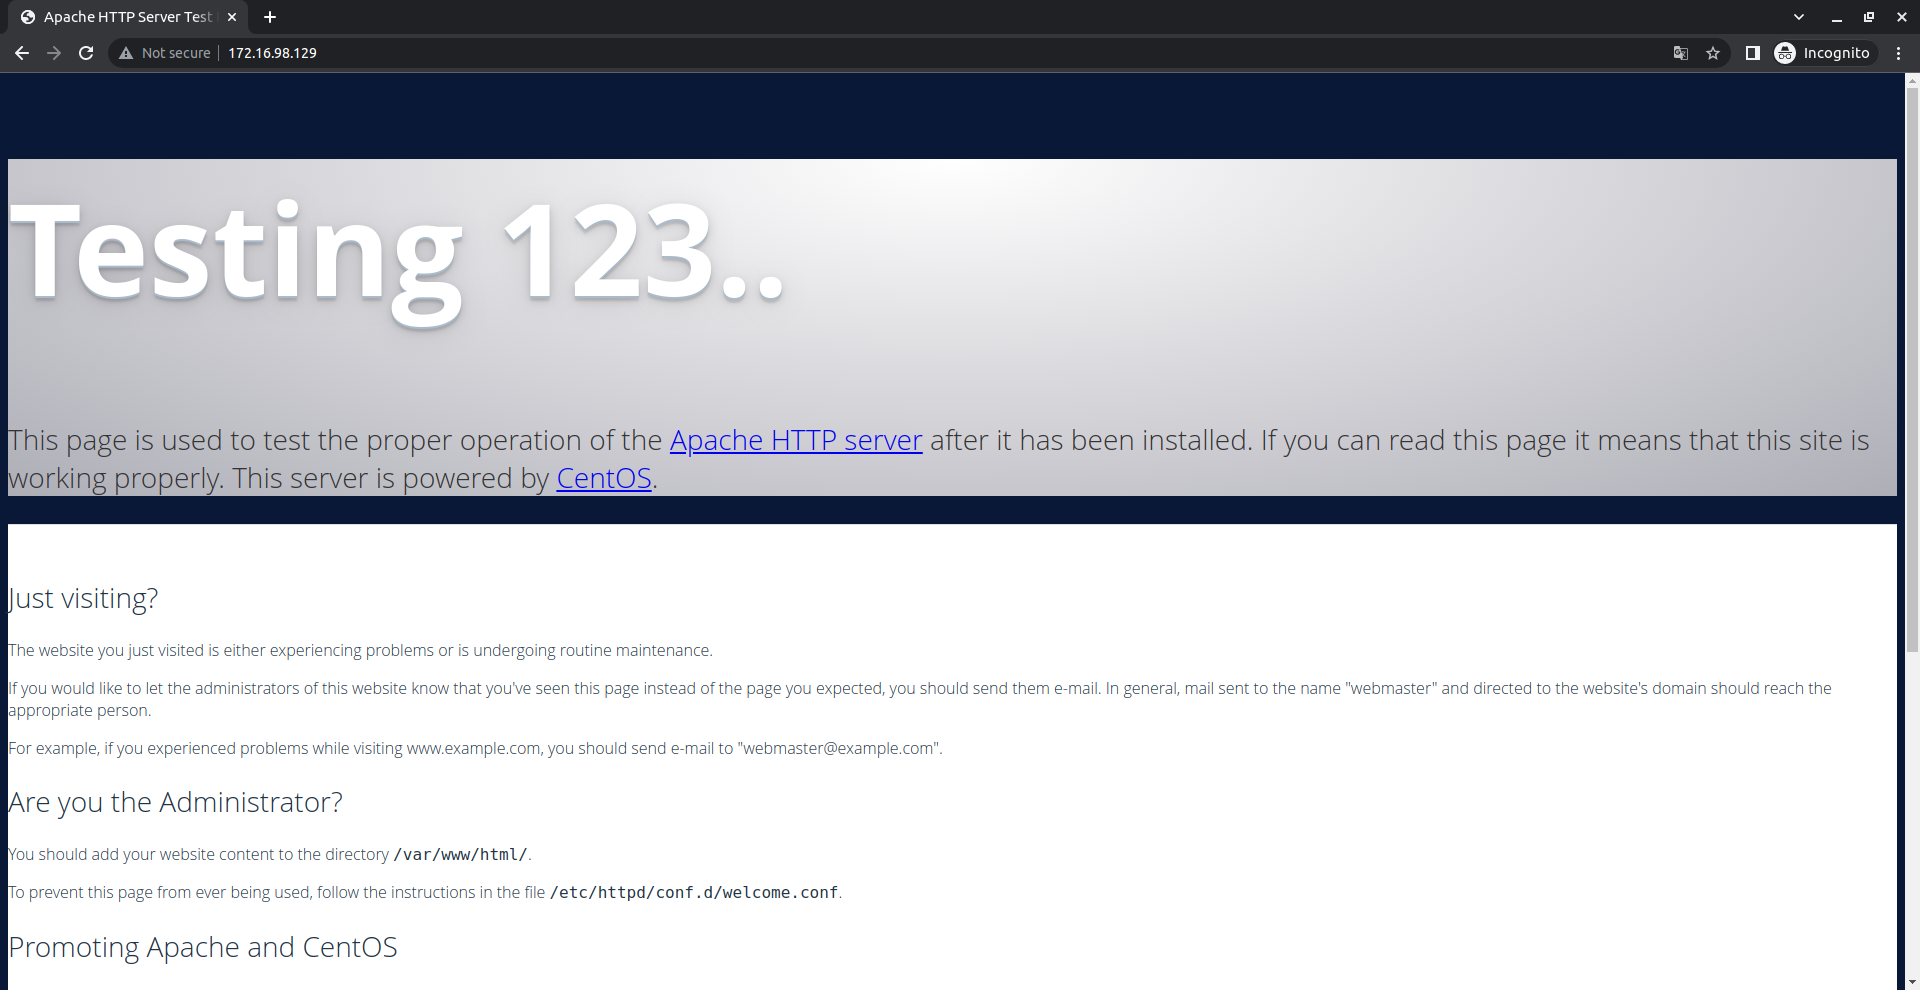 Apache HTTP Server Test
Not secure
172.16.98.129
Incognito
Testing 123..
This page is used to test the proper operation of the Apache HTTP server after it has been installed. If you can read this page it means that this site is
working properly. This server is powered by CentOS.
Just visiting?
The website you just visited is either experiencing problems or is undergoing routine maintenance.
If you would like to let the administrators of this website know that you've seen this page instead of the page you expected, you should send them e-mail. In general, mail sent to the name "webmaster" and directed to the website's domain should reach the
appropriate person.
For example, if you experienced problems while visiting www.example.com, you should send e-mail to "webmaster@example.com".
Are you the Administrator?
You should add your website content to the directory /var/www/html/.
To prevent this page from ever being used, follow the instructions in the file /etc/httpd/conf.d/welcome.conf.
Promoting Apache and CentOS